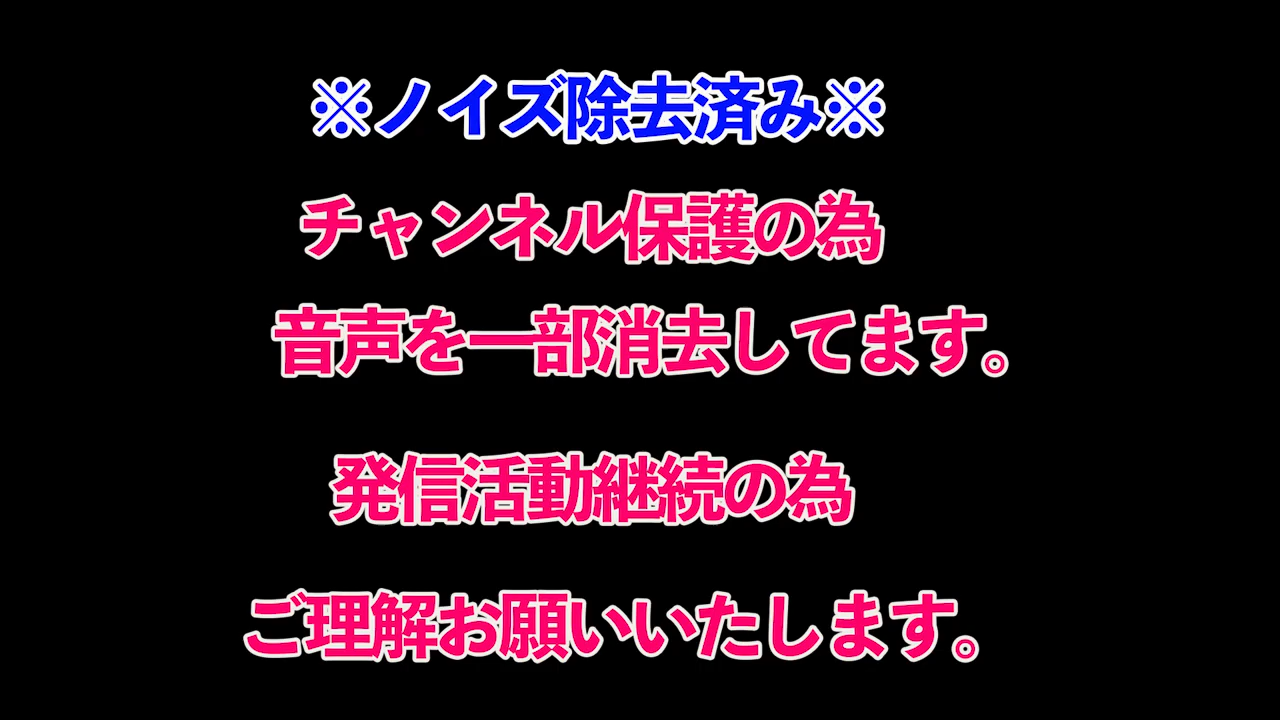 ※ノイズ除去済み※
チャンネル保護の為
音声を一部消去してます。
発信活動継続の為
ご理解お願いいたします。